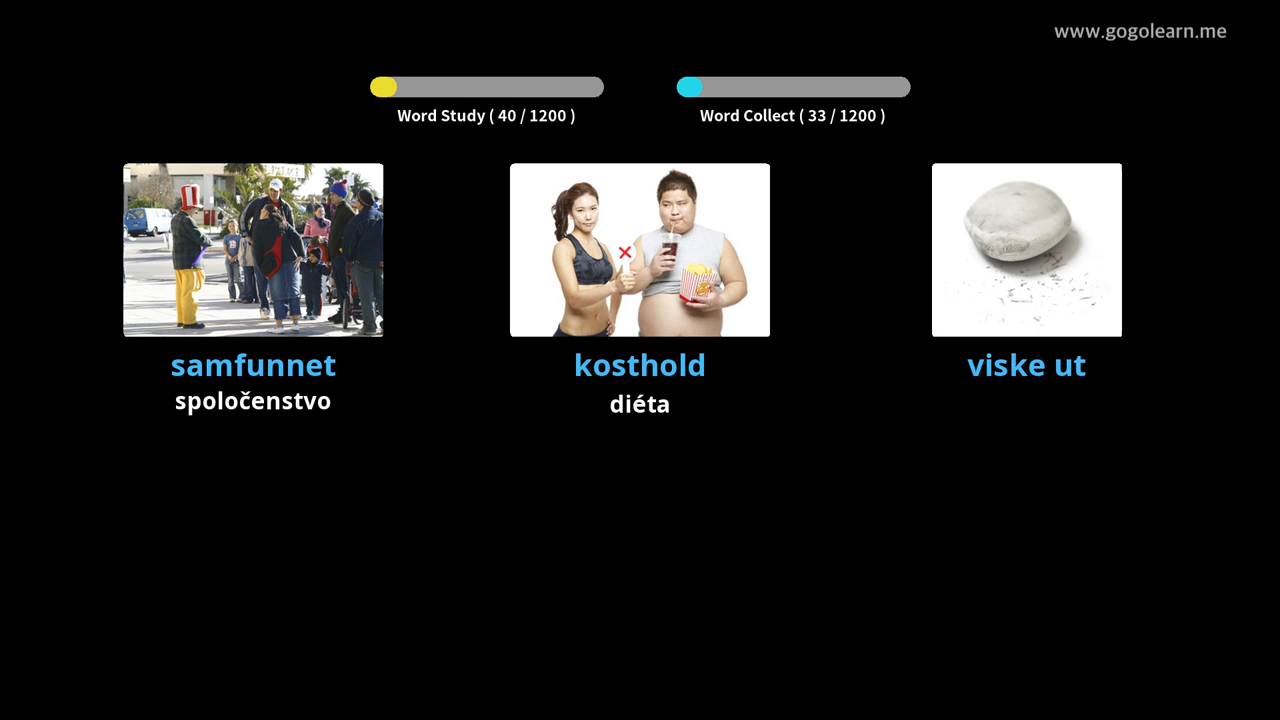 www.gogolearn.me
Word Study ( 40 / 1200 )
Word Collect ( 33 / 1200 )
samfunnet
spoločenstvo
kosthold
diéta
viske ut